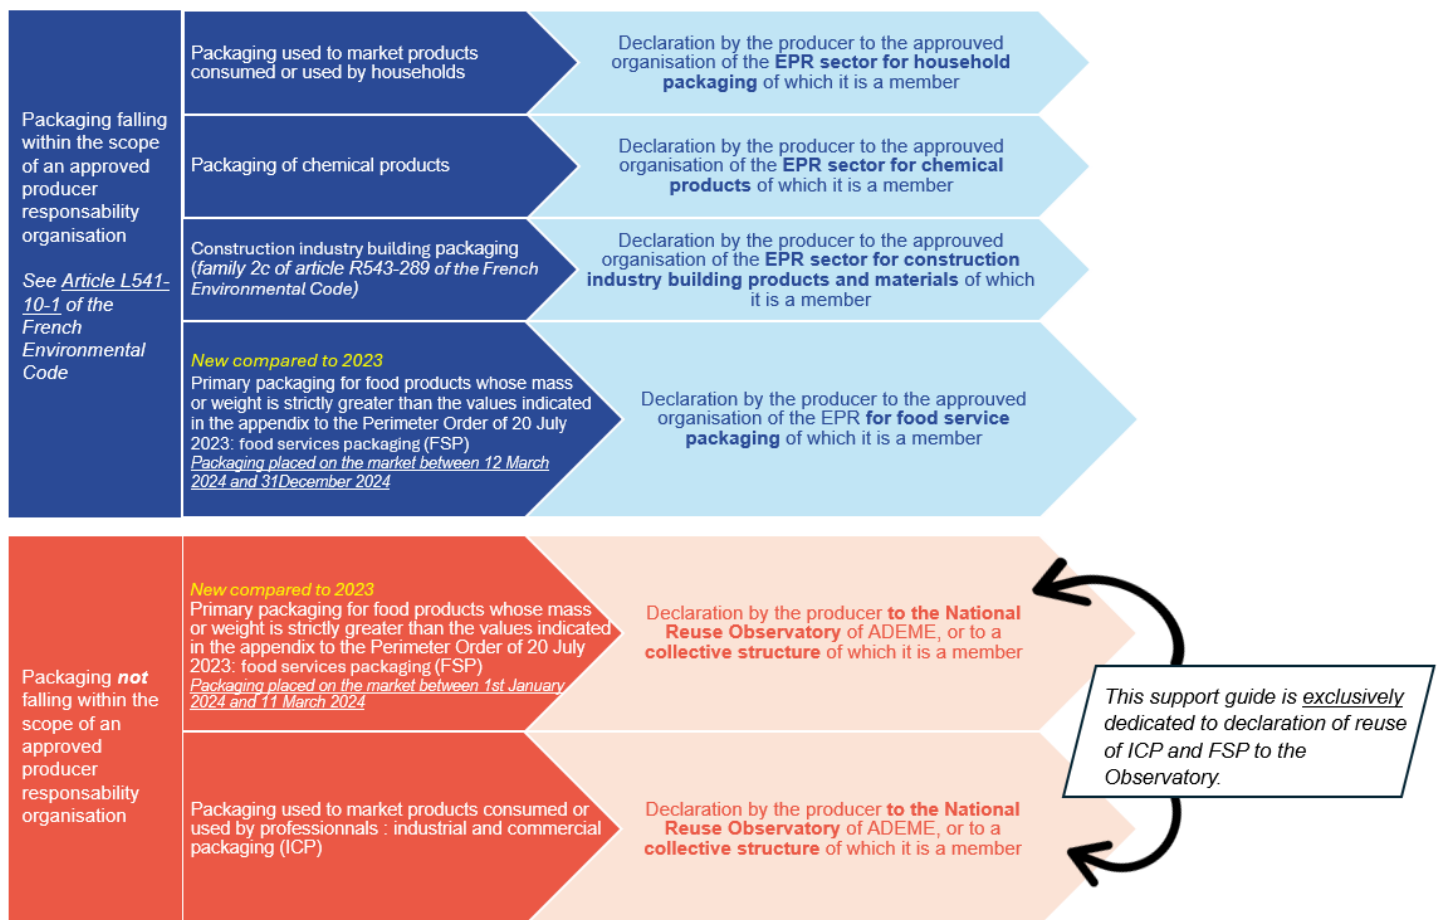 Packaging falling
within the scope
of an approved
producer
responsability
organisation
See Article L541-
10-1 of the
French
Environmental
Code
Packaging used to market products
consumed or used by households
Declaration by the producer to the approuved
organisation of the EPR sector for household
packaging of which it is a member
Packaging of chemical products
Declaration by the producer to the approuved
organisation of the EPR sector for chemical
products of which it is a member
Construction industry building packaging
(family 2c of article R543-289 of the French
Environmental Code)
Declaration by the producer to the approuved
organisation of the EPR sector for construction
industry building products and materials of which
it is a member
New compared to 2023
Primary packaging for food products whose mass
or weight is strictly greater than the values indicated
in the appendix to the Perimeter Order of 20 July
2023: food services packaging (FSP)
Packaging placed on the market between 12 March
2024 and 31December 2024
Declaration by the producer to the approuved
organisation of the EPR for food service
packaging of which it is a member
Packaging not
falling within the
scope of an
approved
producer
responsability
organisation
New compared to 2023
Primary packaging for food products whose mass
or weight is strictly greater than the values indicated
in the appendix to the Perimeter Order of 20 July
2023: food services packaging (FSP)
Packaging placed on the market between 1st January
2024 and 11 March 2024
Declaration by the producer to the National
Reuse Observatory of ADEME, or to a
collective structure of which it is a member
Packaging used to market products consumed or
used by professionnals : industrial and commercial
packaging (ICP)
Declaration by the producer to the National
Reuse Observatory of ADEME, or to a
collective structure of which it is a member
This support guide is exclusively
dedicated to declaration of reuse
of ICP and FSP to the
Observatory.